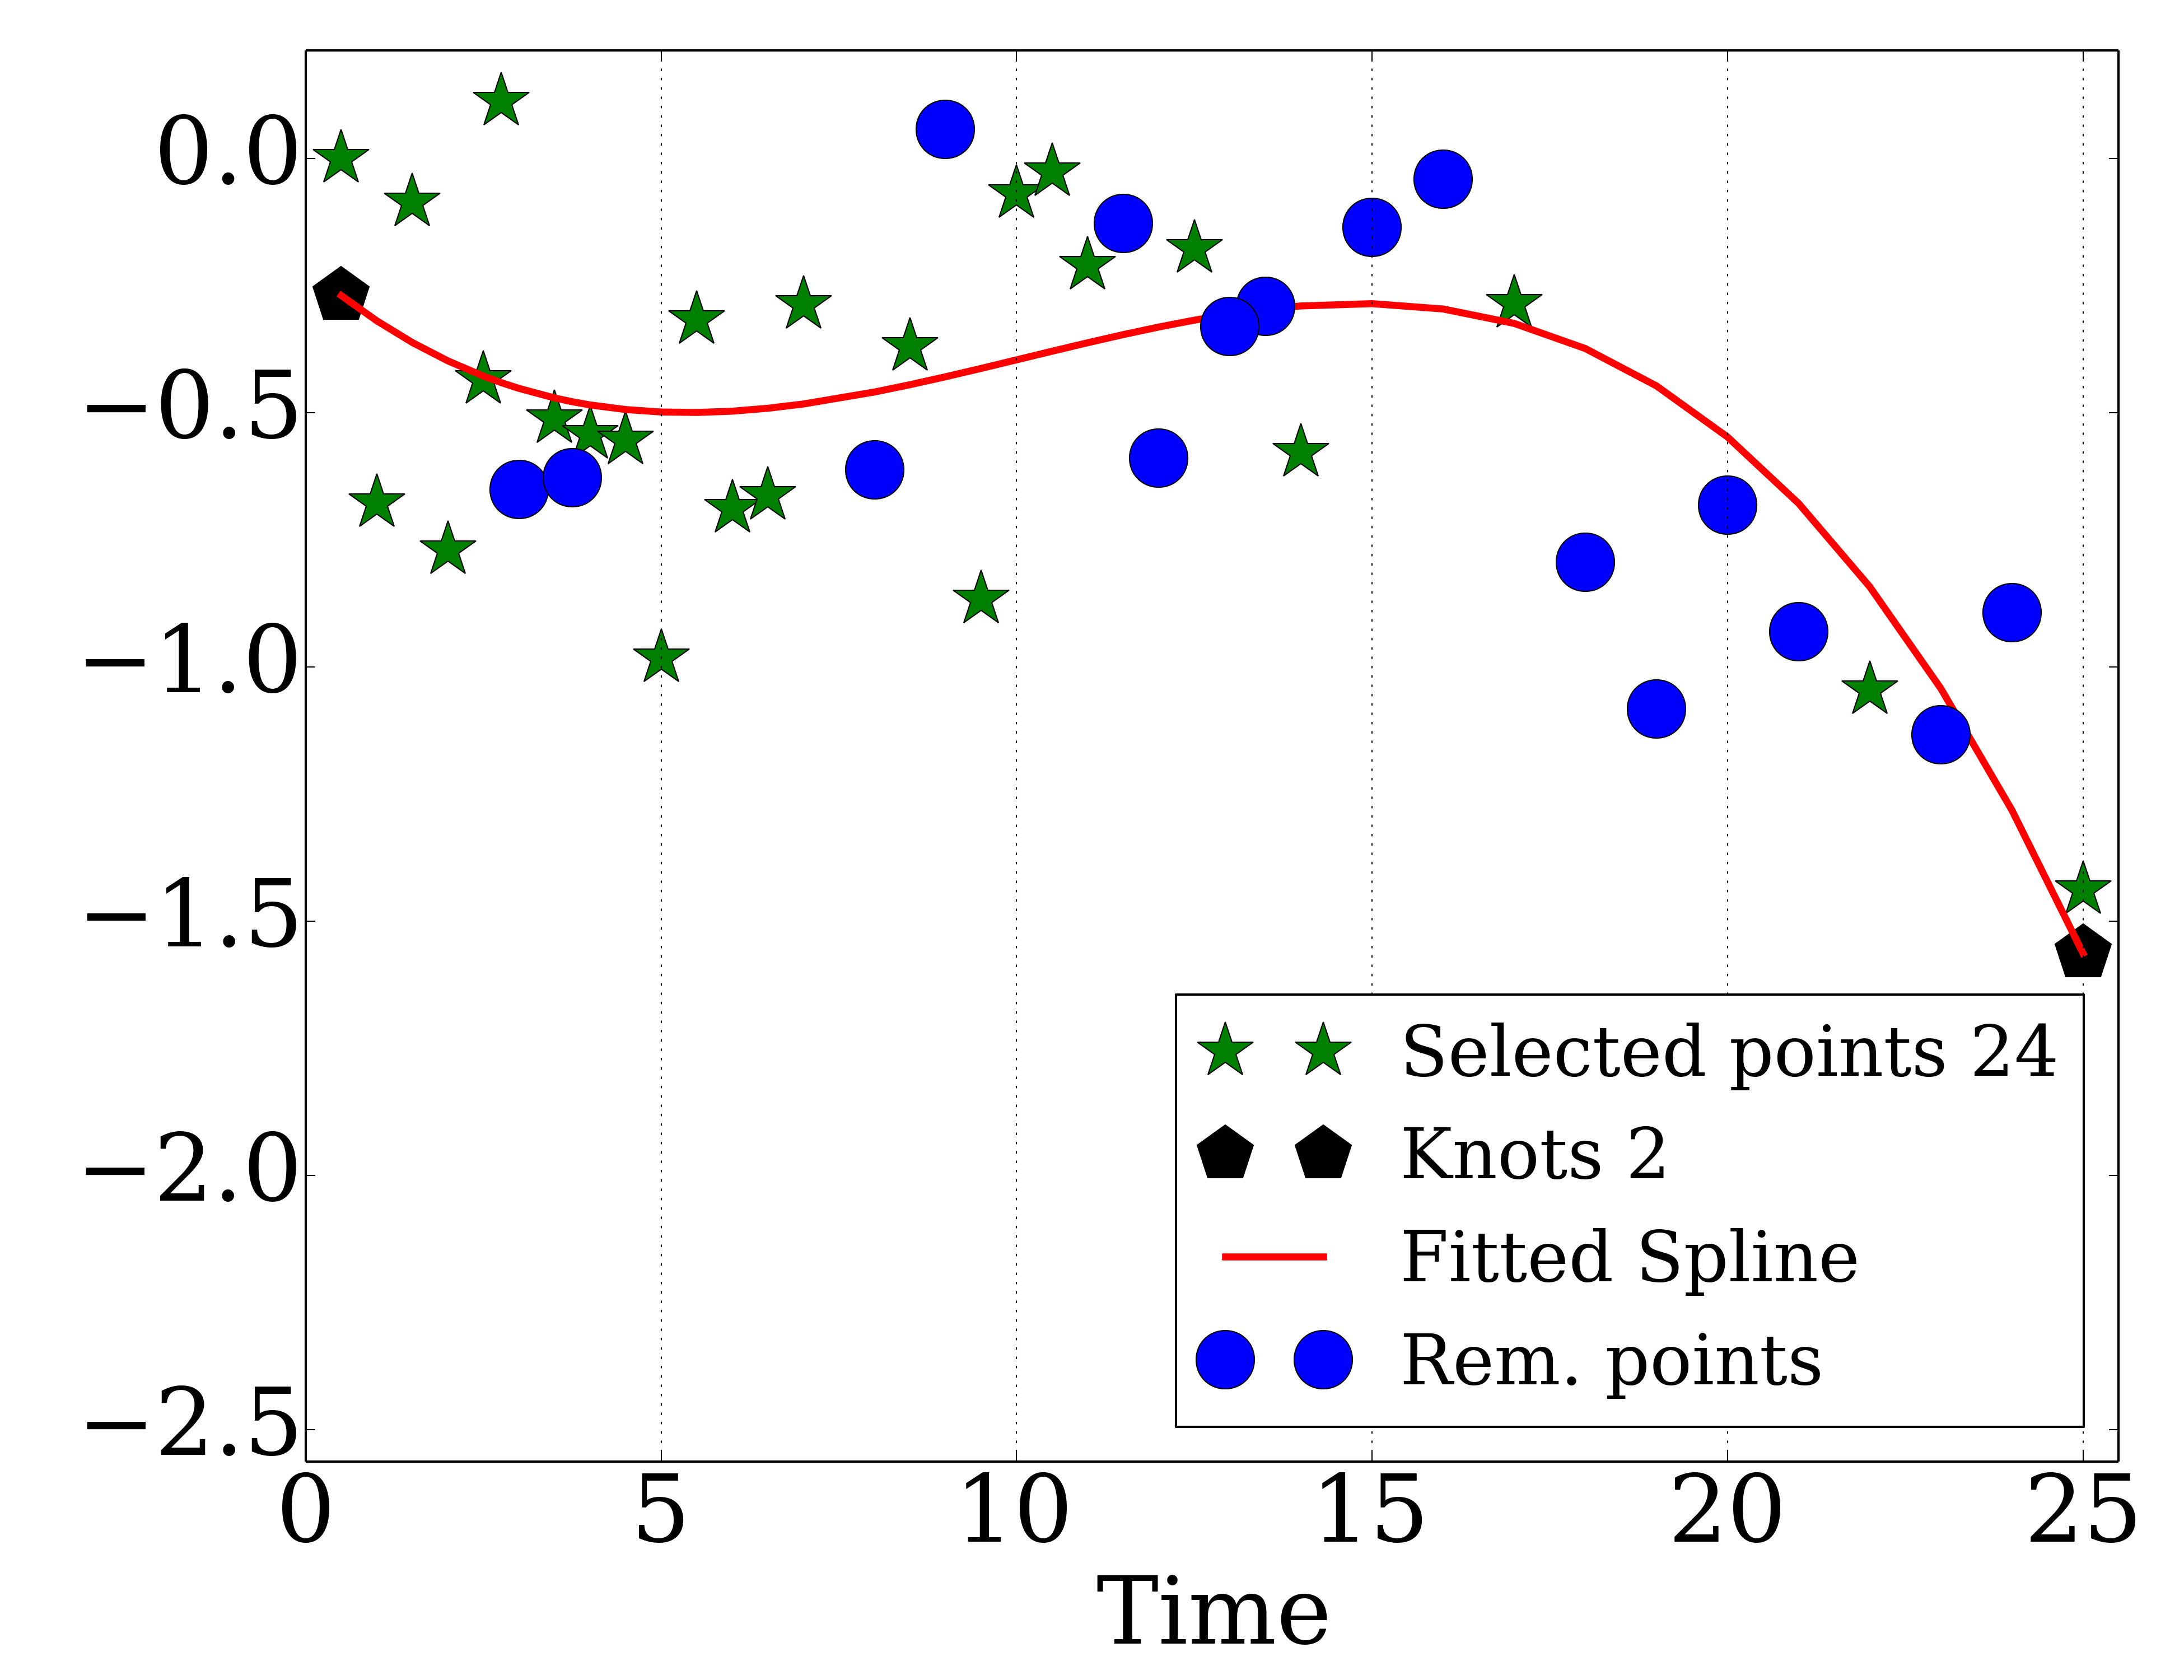 0.0
−0.5
−1.0
−1.5
−2.0
−2.5
Selected points 24
Knots 2
Fitted Spline
Rem. points
0 5 10 15 20 25
Time